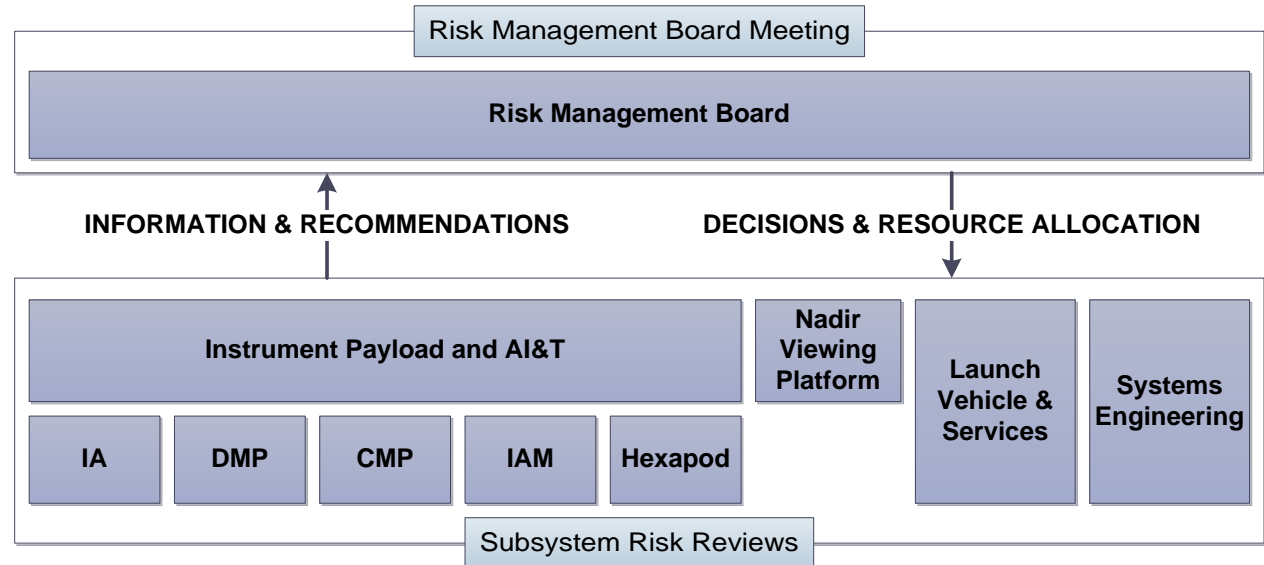 Risk Management Board Meeting
Risk Management Board
INFORMATION & RECOMMENDATIONS
DECISIONS & RESOURCE ALLOCATION
Instrument Payload and AI&T
Nadir
Viewing
Platform
Launch
Vehicle &
Services
Systems
Engineering
IA
DMP
CMP
IAM
Hexapod
Subsystem Risk Reviews